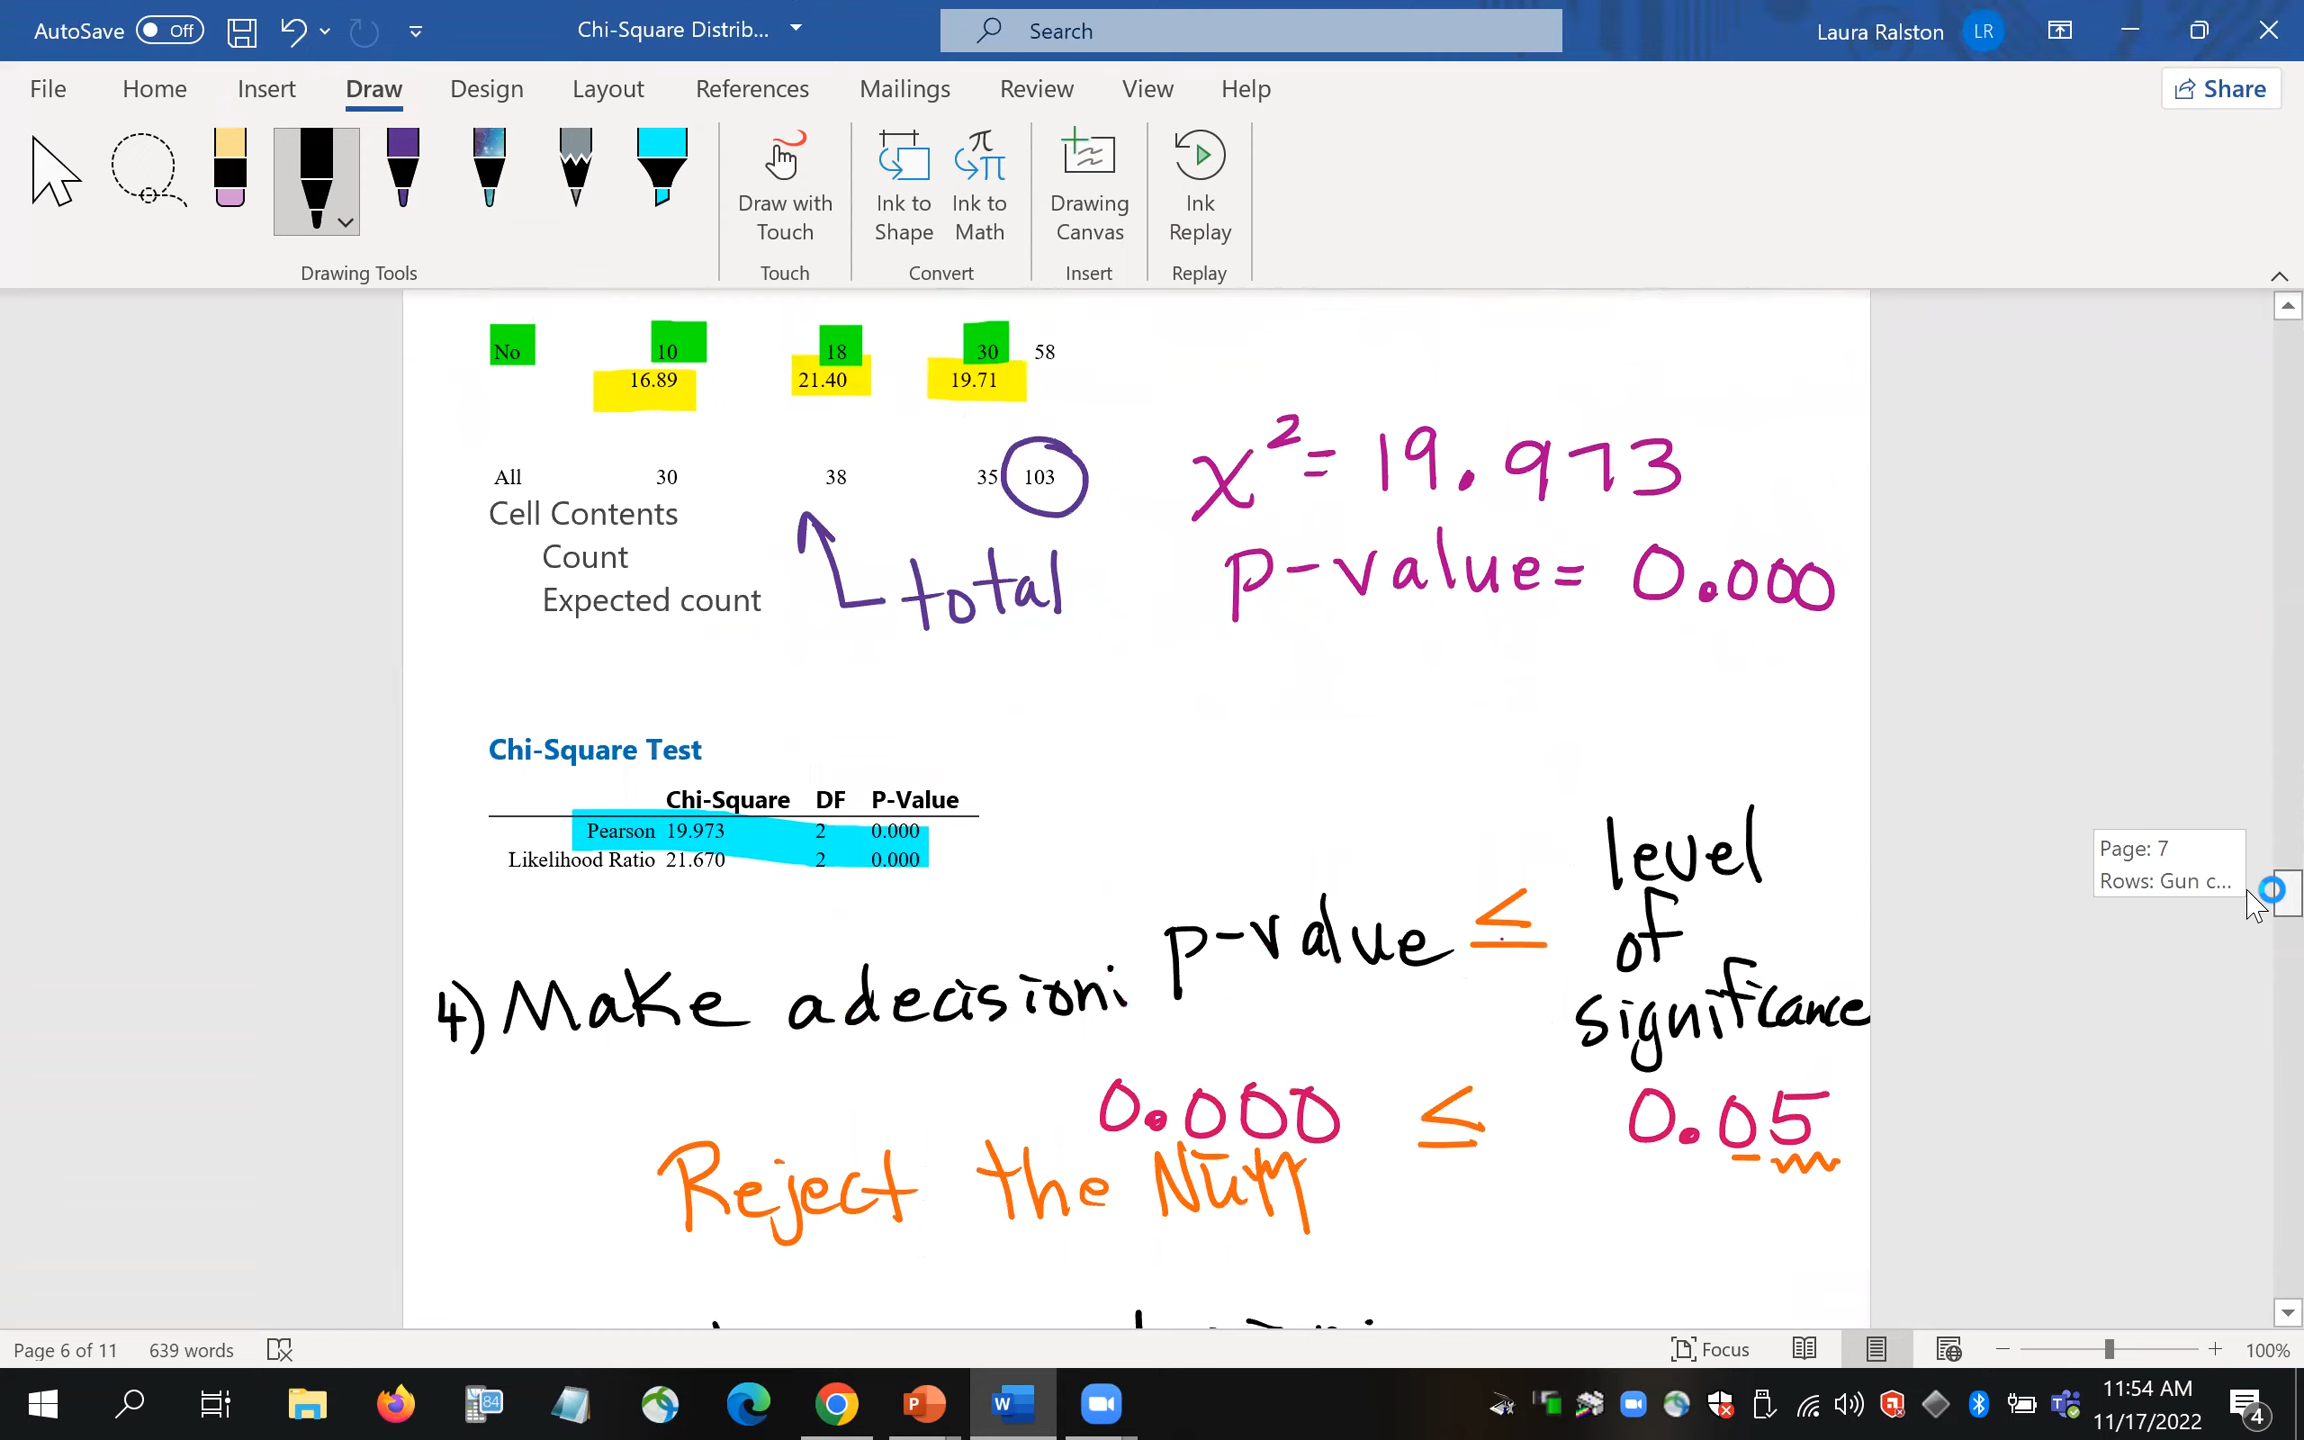 AutoSave Off Chi-Square Distrib... Search Laura Ralston LR
File Home Insert Draw Design Layout References Mailings Review View Help Share
Draw with Touch
Ink to Shape
Ink to Math
Drawing Canvas
Ink Replay
Drawing Tools Touch Convert Insert Replay
No 10 18 30 58
16.89 21.40 19.71
All 30 38 35 103
Cell Contents
Count
Expected count
total
χ² = 19.973
p-value = 0.000
Chi-Square Test
Chi-Square DF P-Value
Pearson 19.973 2 0.000
Likelihood Ratio 21.670 2 0.000
Page: 7
Rows: Gun c...
4) Make a decision: p-value ≤ level of significance
0.000 ≤ 0.05
Reject the Null
Page 6 of 11 639 words Focus 100%
84
P
W
11:54 AM
11/17/2022
4